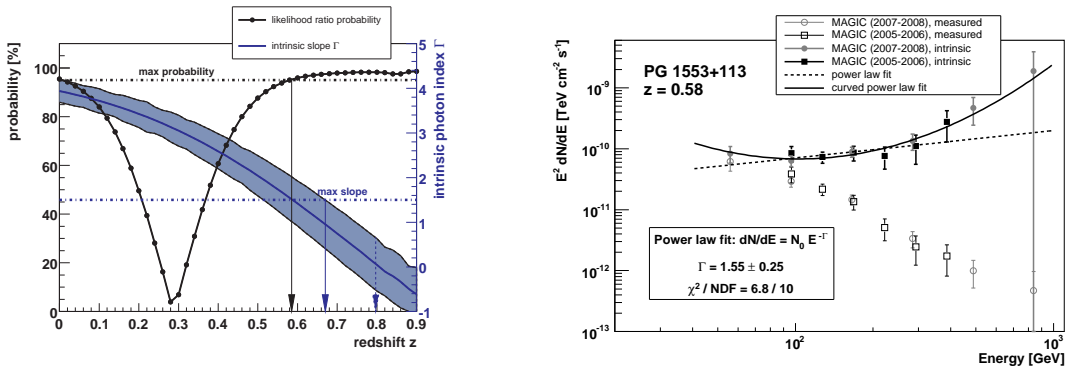 likelihood ratio probability
intrinsic slope Γ
probability [%]
100
80
60
40
20
0
max probability
max slope
5
4
3
2
1
0
-1
intrinsic photon index Γ
0
0.1
0.2
0.3
0.4
0.5
0.6
0.7
0.8
0.9
redshift z
MAGIC (2007-2008), measured
MAGIC (2005-2006), measured
MAGIC (2007-2008), intrinsic
MAGIC (2005-2006), intrinsic
power law fit
curved power law fit
PG 1553+113
z = 0.58
E² dN/dE [TeV cm⁻² s⁻¹]
10⁻⁹
10⁻¹⁰
10⁻¹¹
10⁻¹²
10⁻¹³
Power law fit: dN/dE = N₀ E^-Γ
Γ = 1.55 ± 0.25
χ² / NDF = 6.8 / 10
10²
10³
Energy [GeV]